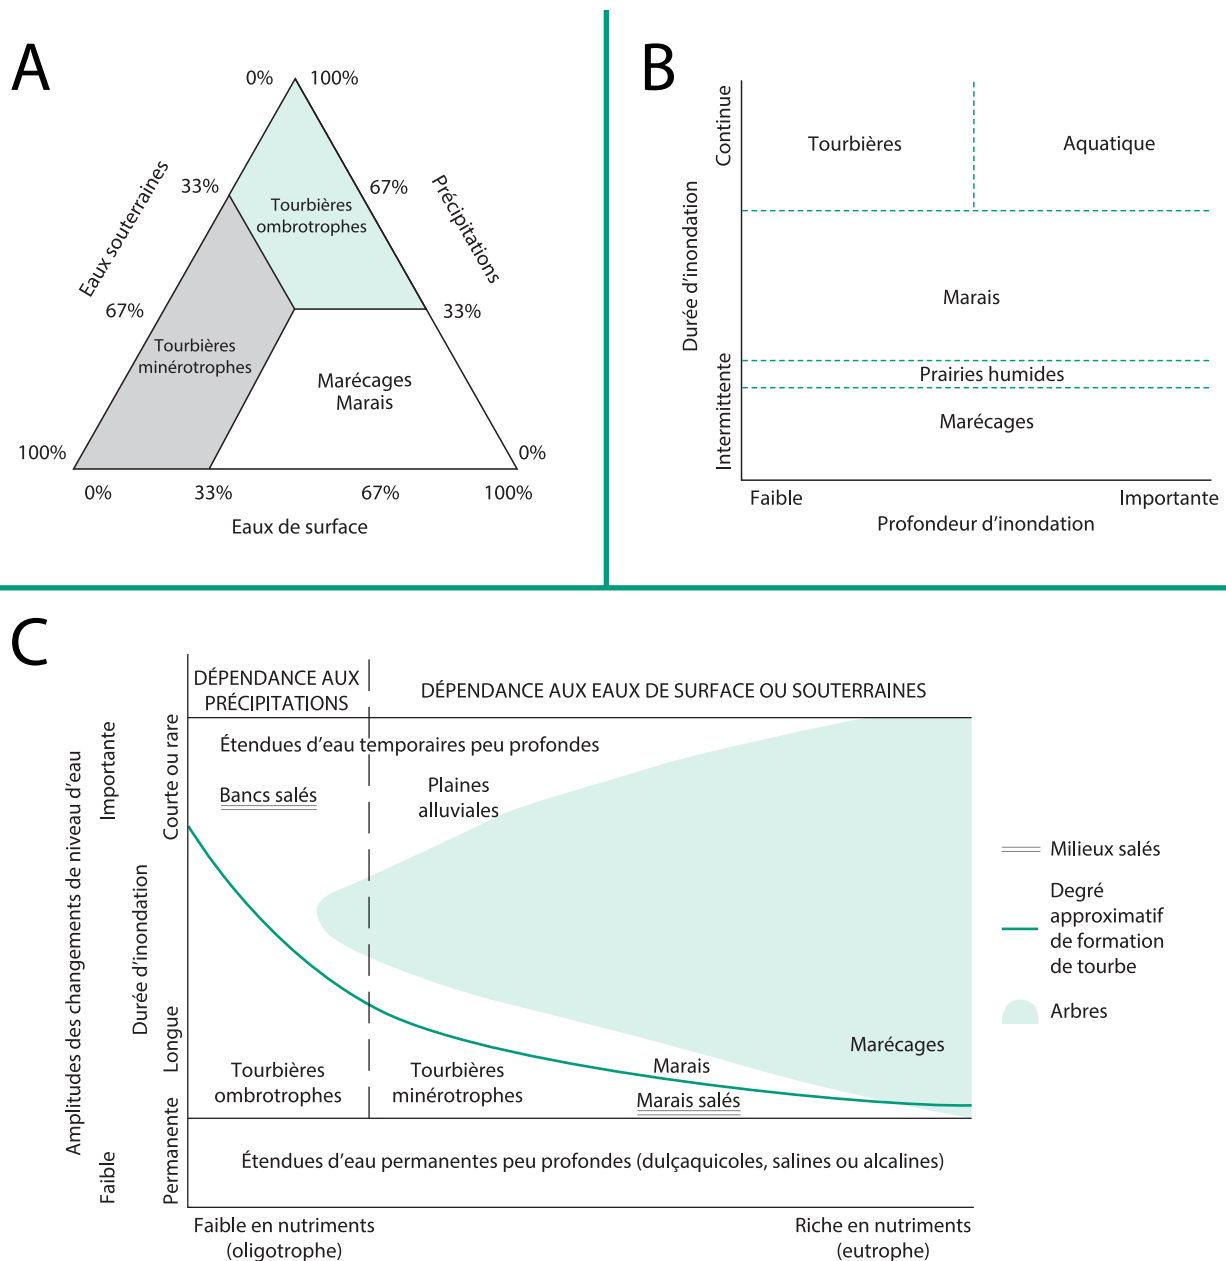 A
0%
100%
Eaux souterraines
33%
67%
Précipitations
Tourbières
ombrotrophes
67%
33%
Tourbières
minérotrophes
Marécages
Marais
100%
0%
0%
33%
67%
100%
Eaux de surface
B
Durée d'inondation
Continue
Intermittente
Tourbières
Aquatique
Marais
Prairies humides
Marécages
Faible
Importante
Profondeur d'inondation
C
DÉPENDANCE AUX
PRÉCIPITATIONS
DÉPENDANCE AUX EAUX DE SURFACE OU SOUTERRAINES
Amplitudes des changements de niveau d'eau
Importante
Faible
Durée d'inondation
Courte ou rare
Longue
Permanente
Étendues d'eau temporaires peu profondes
Bancs salés
Plaines
alluviales
Marécages
Marais
Marais salés
Tourbières
ombrotrophes
Tourbières
minérotrophes
Étendues d'eau permanentes peu profondes (dulçaquicoles, salines ou alcalines)
Faible en nutriments
(oligotrophe)
Riche en nutriments
(eutrophe)
Milieux salés
Degré
approximatif
de formation
de tourbe
Arbres